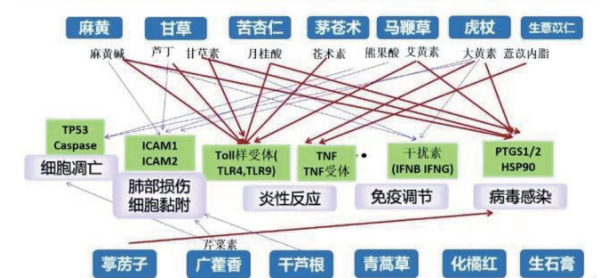 麻黄 甘草 苦杏仁 茅苍术 马鞭草 虎杖 生薏苡仁
麻黄碱 芦丁 甘草素 月桂酸 苍术素 熊果酸 艾黄素 大黄素 薏苡内脂
TP53
Caspase
细胞凋亡
ICAM1
ICAM2
肺部损伤
细胞黏附
Toll样受体(
TLR4,TLR9)
炎性反应
TNF
TNF受体
干扰素
(IFNB IFNG)
免疫调节
PTGS1/2
HSP90
病毒感染
芹菜素
葶苈子 广藿香 干芦根 青蒿草 化橘红 生石膏